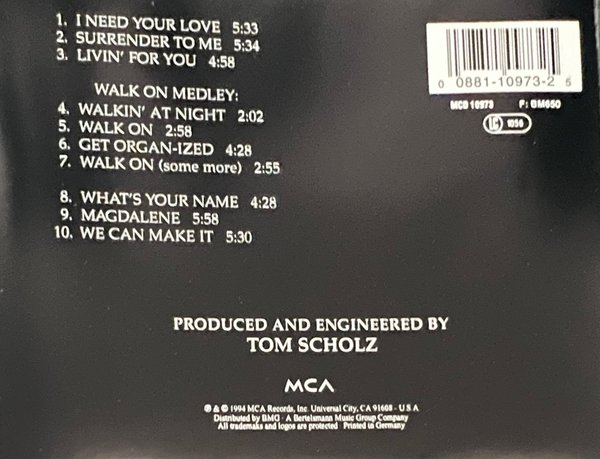 1. I NEED YOUR LOVE 5:33
2. SURRENDER TO ME 5:34
3. LIVIN' FOR YOU 4:58
WALK ON MEDLEY:
4. WALKIN' AT NIGHT 2:02
5. WALK ON 2:58
6. GET ORGAN-IZED 4:28
7. WALK ON (some more) 2:55
8. WHAT'S YOUR NAME 4:28
9. MAGDALENE 5:58
10. WE CAN MAKE IT 5:30
0 0881-10973-2 5
MCD 10973 F: BM650
LC 1056
PRODUCED AND ENGINEERED BY
TOM SCHOLZ
MCA
℗ & © 1994 MCA Records, Inc. Universal City, CA 91608 - U S A
Distributed by BMG - A Bertelsmann Music Group Company
All trademaks and logos are protected Printed in Germany